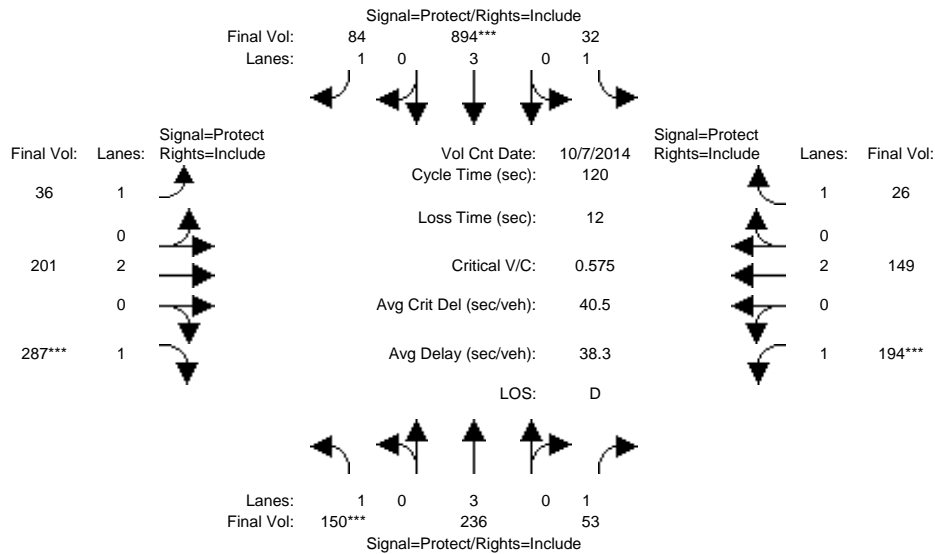 Signal=Protect/Rights=Include
Final Vol: 84 894*** 32
Lanes: 1 0 3 0 1
Signal=Protect Signal=Protect
Final Vol: Lanes: Rights=Include Vol Cnt Date: 10/7/2014 Rights=Include Lanes: Final Vol:
Cycle Time (sec): 120
36 1 1 26
Loss Time (sec): 12
0 0
201 2 Critical V/C: 0.575 2 149
0 Avg Crit Del (sec/veh): 40.5 0
287*** 1 Avg Delay (sec/veh): 38.3 1 194***
LOS: D
Lanes: 1 0 3 0 1
Final Vol: 150*** 236 53
Signal=Protect/Rights=Include